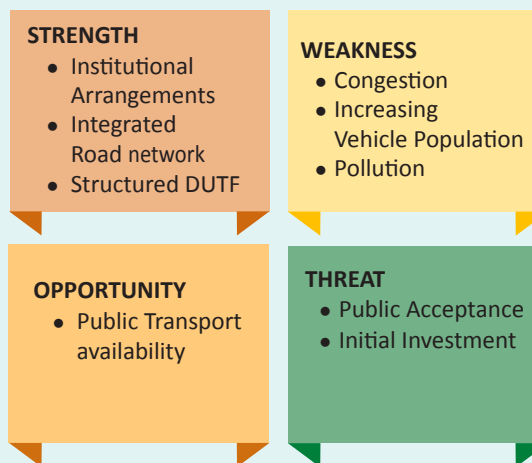 STRENGTH
● Institutional
Arrangements
● Integrated
Road network
● Structured DUTF
WEAKNESS
● Congestion
● Increasing
Vehicle Population
● Pollution
OPPORTUNITY
● Public Transport
availability
THREAT
● Public Acceptance
● Initial Investment